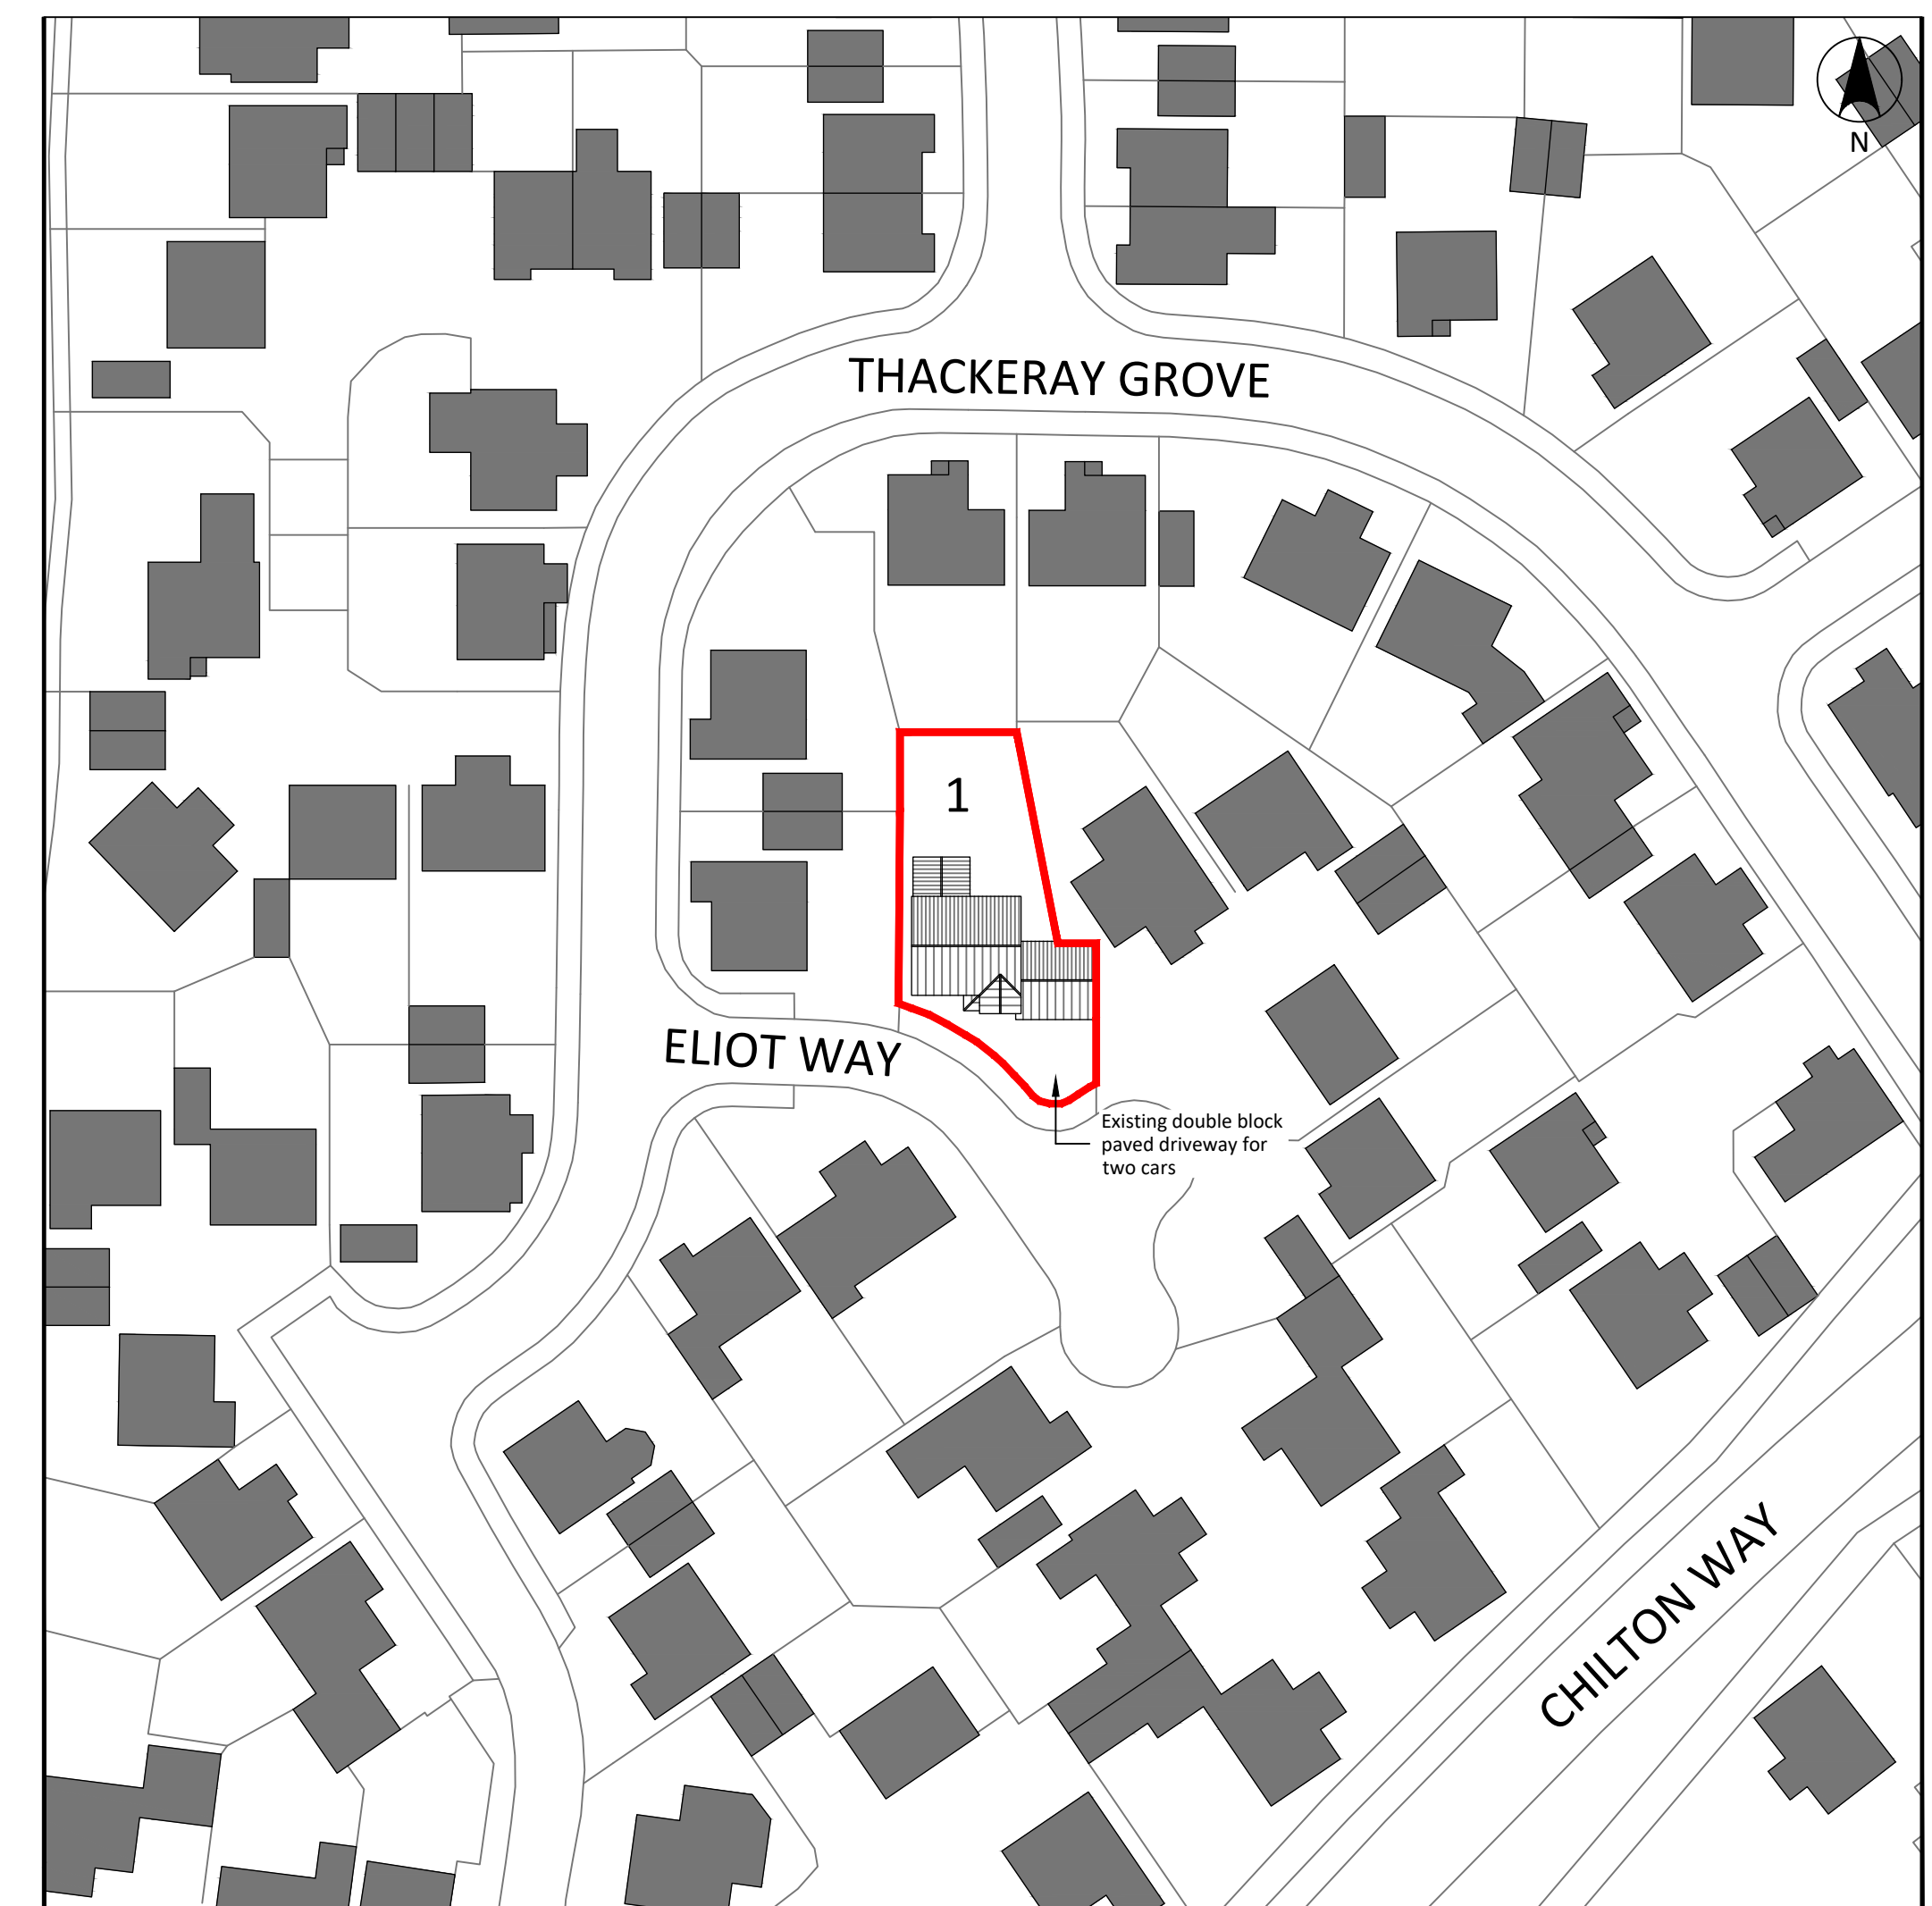 N
THACKERAY GROVE
1
ELIOT WAY
Existing double block
paved driveway for
two cars
CHILTON WAY